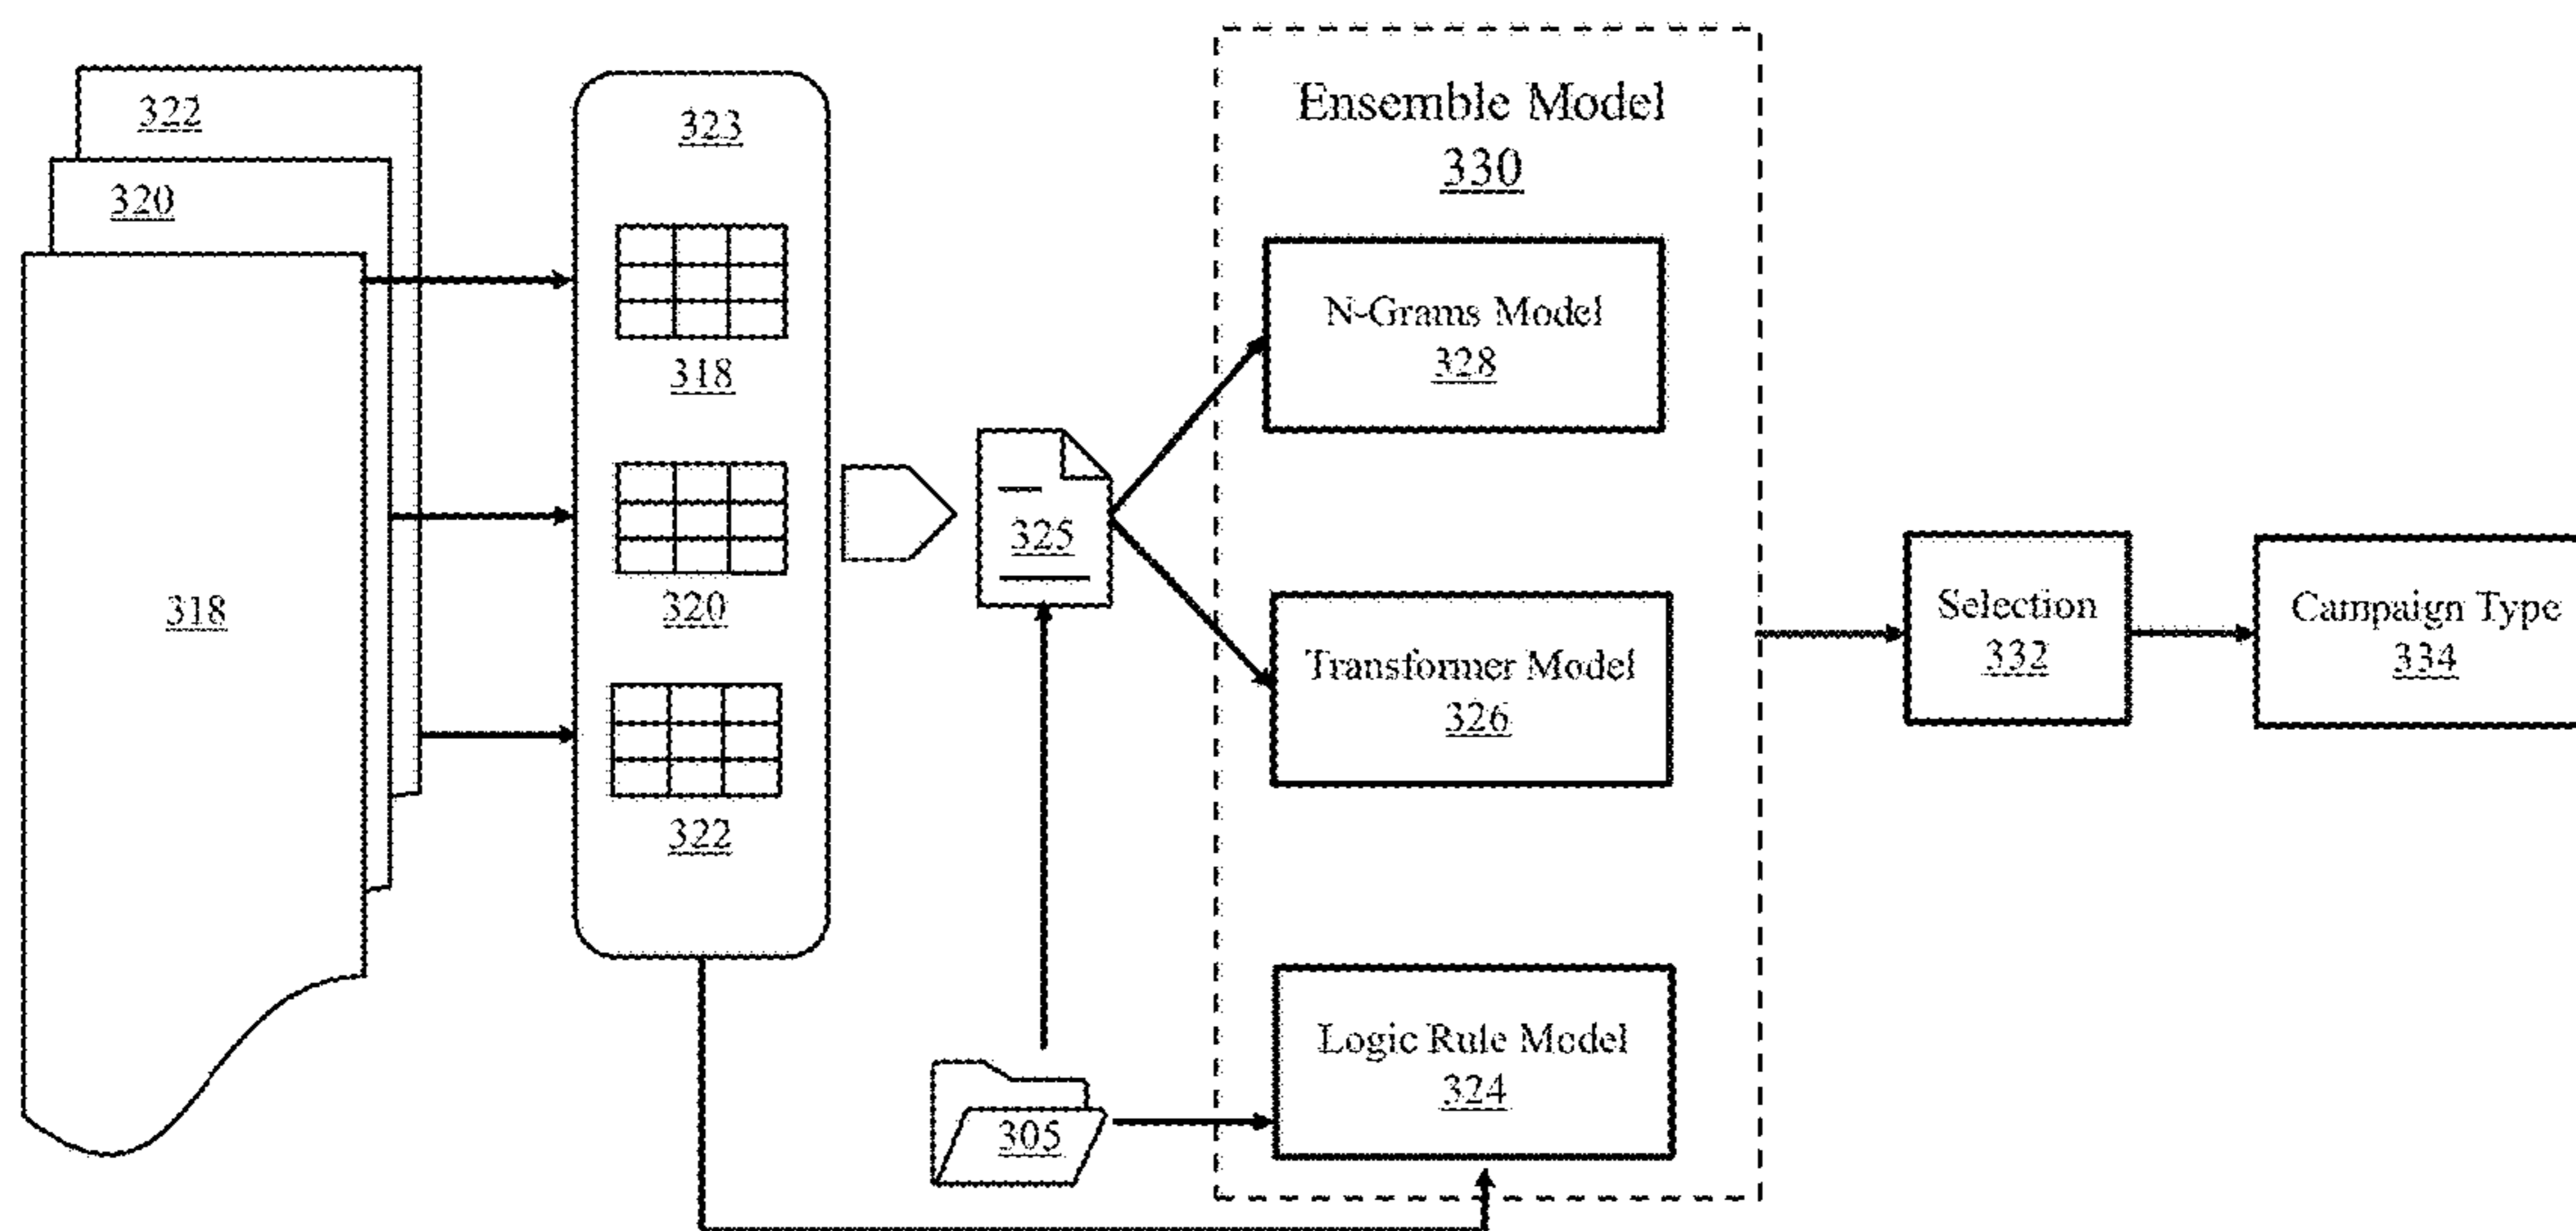 322
320
318
323
318
320
322
325
305
Ensemble Model
330
N-Grams Model
328
Transformer Model
326
Logic Rule Model
324
Selection
332
Campaign Type
334